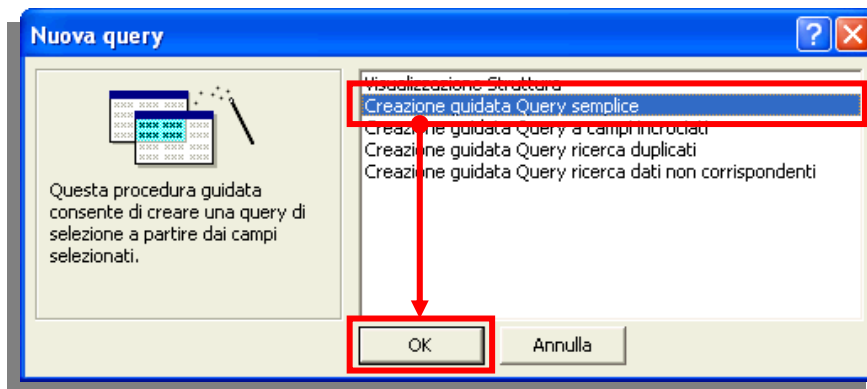 Nuova query
Visualizzazione Struttura
Creazione guidata Query semplice
Creazione guidata Query a campi incrociati
Creazione guidata Query ricerca duplicati
Creazione guidata Query ricerca dati non corrispondenti
Questa procedura guidata
consente di creare una query di
selezione a partire dai campi
selezionati.
OK
Annulla